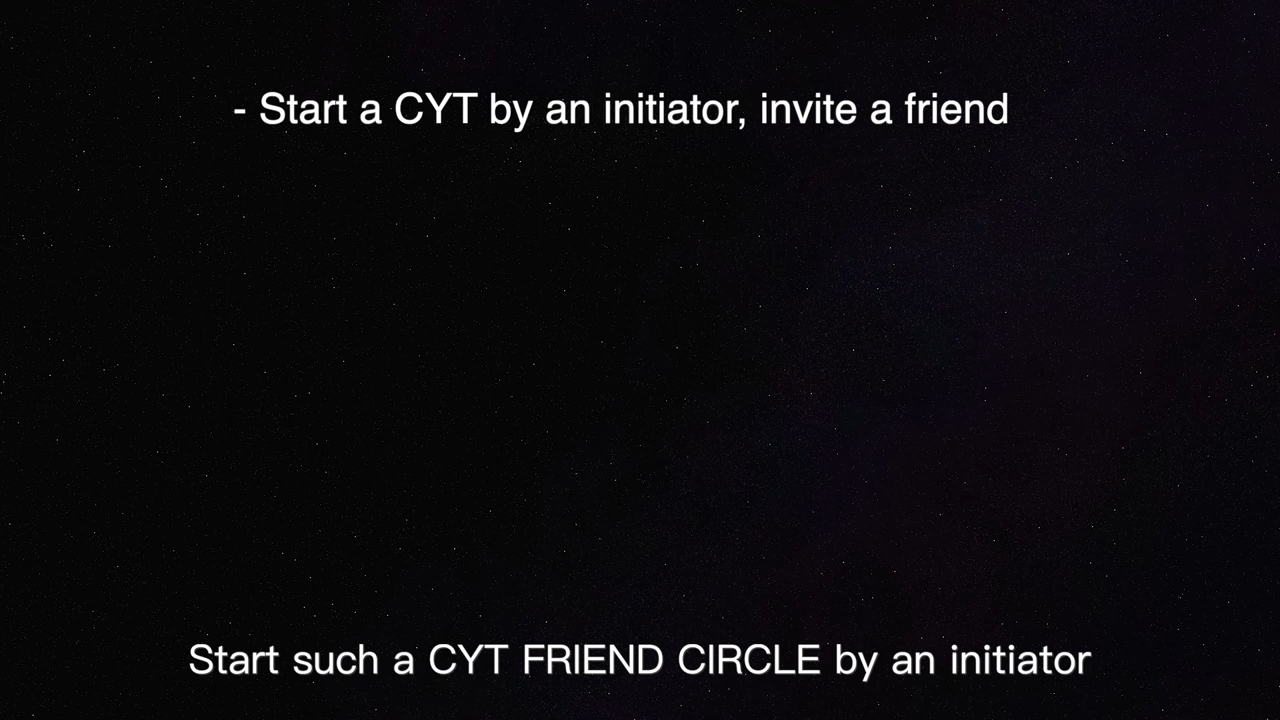 - Start a CYT by an initiator, invite a friend
Start such a CYT FRIEND CIRCLE by an initiator